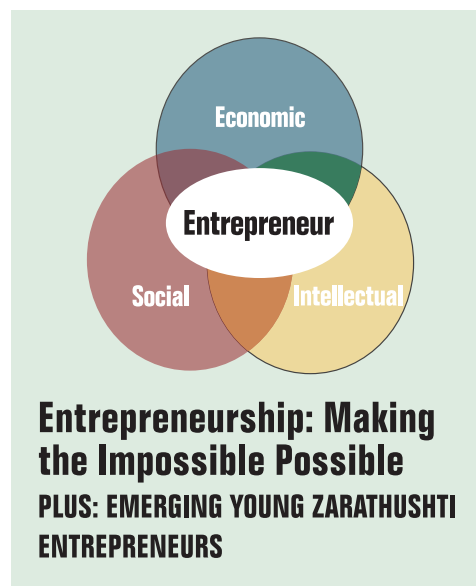 Economic
Entrepreneur
Social
Intellectual
Entrepreneurship: Making
the Impossible Possible
PLUS: EMERGING YOUNG ZARATHUSHTI
ENTREPRENEURS